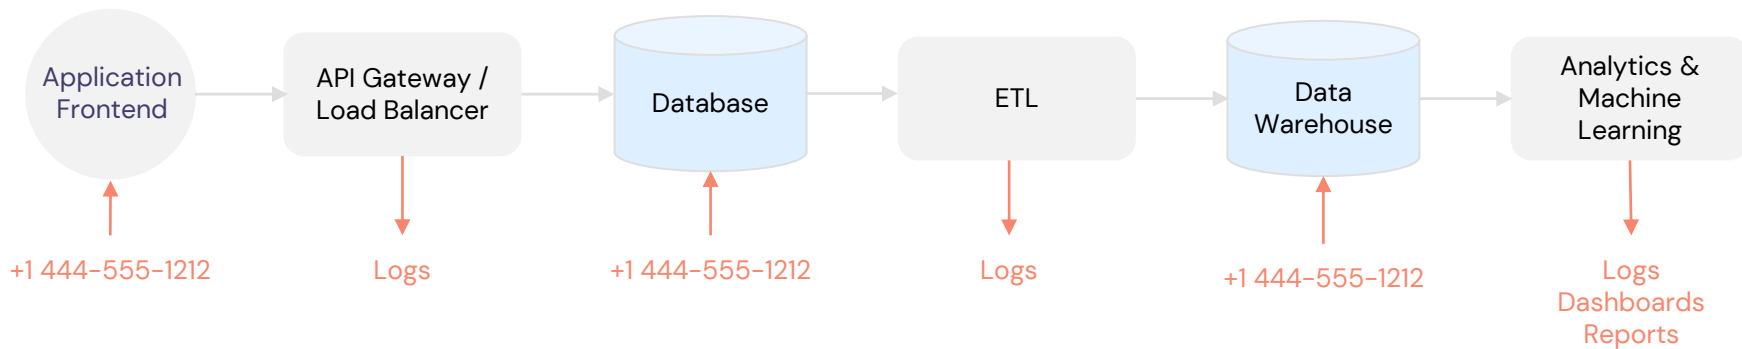 Application
Frontend
API Gateway /
Load Balancer
Database
ETL
Data
Warehouse
Analytics &
Machine
Learning
+1 444-555-1212
Logs
+1 444-555-1212
Logs
+1 444-555-1212
Logs
Dashboards
Reports